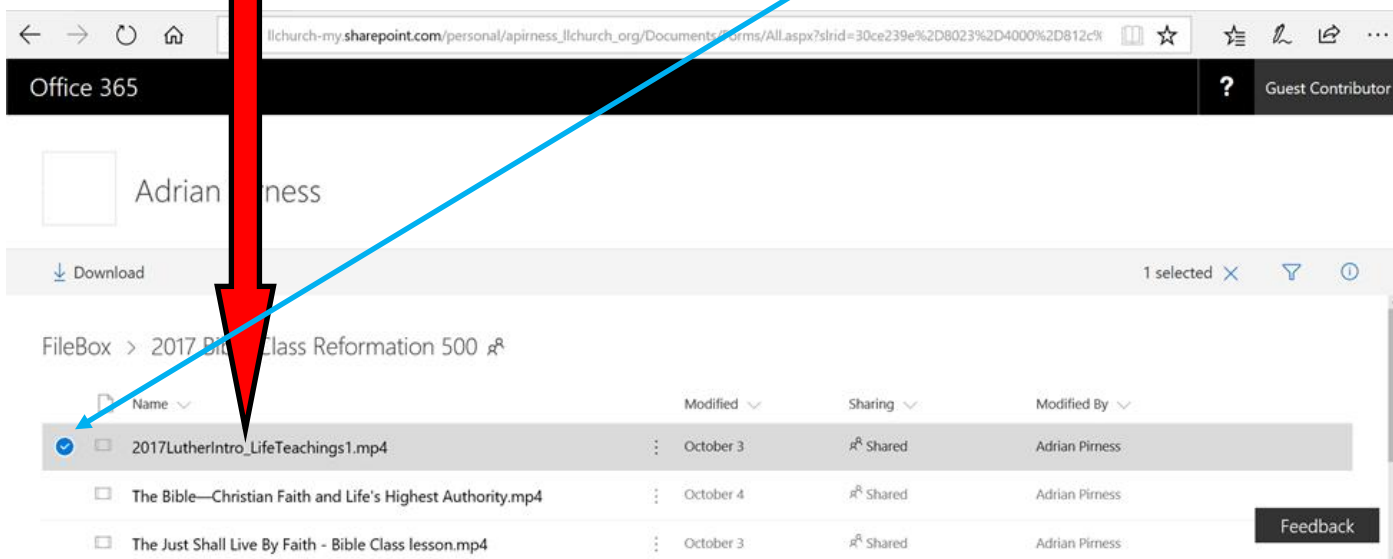 llchurch-my.sharepoint.com/personal/apirness_llchurch_org/Documents/Forms/All.aspx?slrid=30ce239e%2D8023%2D4000%2D812c%
Office 365 ? Guest Contributor
Adrian ness
Download 1 selected
FileBox > 2017 Class Reformation 500
Name Modified Sharing Modified By
2017LutherIntro_LifeTeachings1.mp4 October 3 Shared Adrian Pirness
The Bible—Christian Faith and Life's Highest Authority.mp4 October 4 Shared Adrian Pirness
The Just Shall Live By Faith - Bible Class lesson.mp4 October 3 Shared Adrian Pirness
Feedback